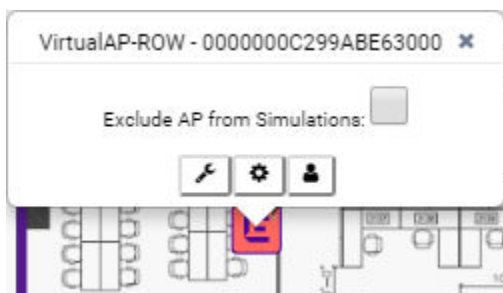 VirtualAP-ROW - 0000000C299ABE63000 ×
Exclude AP from Simulations: